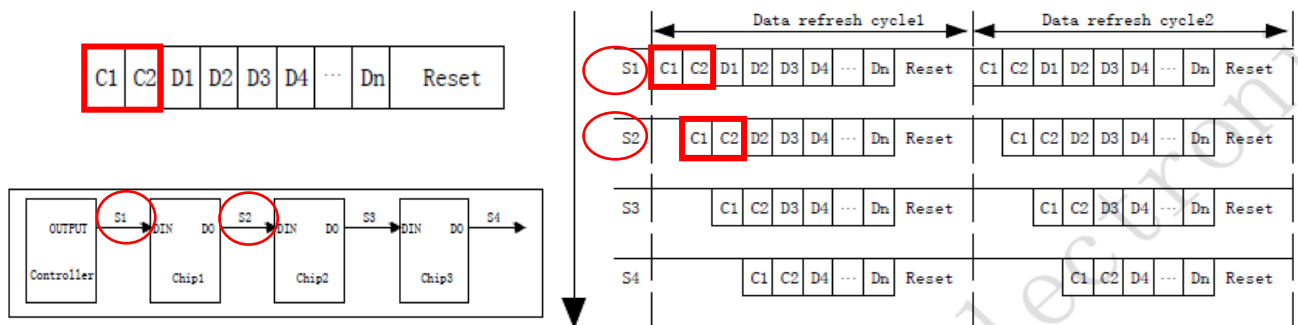 C1 C2 D1 D2 D3 D4 ... Dn Reset
S1 S2 S3 S4
OUTPUT DIN DO DIN DO DIN DO
Controller Chip1 Chip2 Chip3
Data refresh cycle1 Data refresh cycle2
S1 C1 C2 D1 D2 D3 D4 ... Dn Reset C1 C2 D1 D2 D3 D4 ... Dn Reset
S2 C1 C2 D2 D3 D4 ... Dn Reset C1 C2 D2 D3 D4 ... Dn Reset
S3 C1 C2 D3 D4 ... Dn Reset C1 C2 D3 D4 ... Dn Reset
S4 C1 C2 D4 ... Dn Reset C1 C2 D4 ... Dn Reset